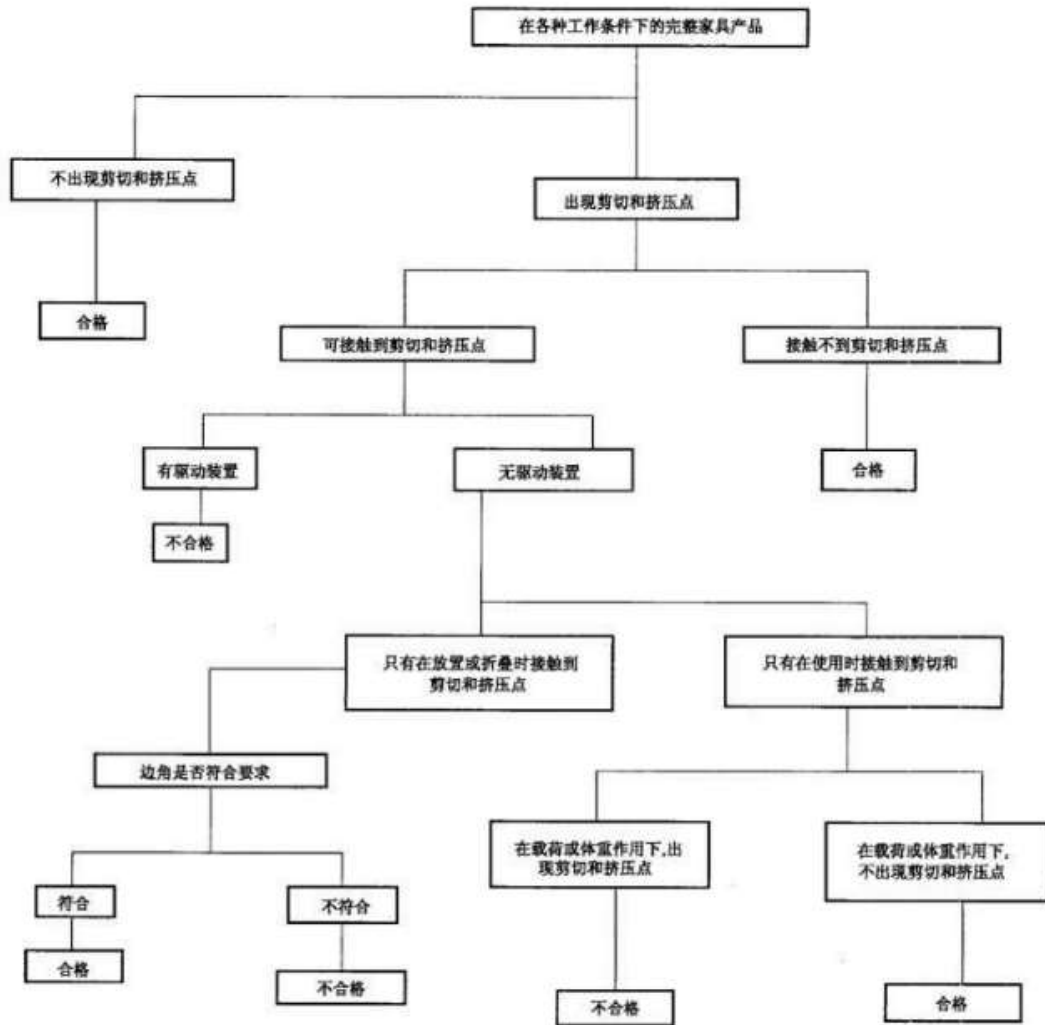 在各种工作条件下的完整家具产品
不出现剪切和挤压点
出现剪切和挤压点
合格
可接触到剪切和挤压点
接触不到剪切和挤压点
有驱动装置
无驱动装置
合格
不合格
只有在放置或折叠时接触到
剪切和挤压点
只有在使用时接触到剪切和
挤压点
边角是否符合要求
在载荷或体重作用下,出
现剪切和挤压点
在载荷或体重作用下,
不出现剪切和挤压点
符合
不符合
合格
不合格
不合格
合格